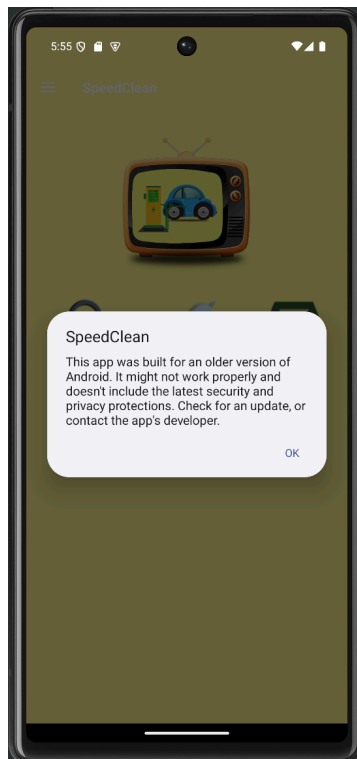 5:55
SpeedClean
SpeedClean
This app was built for an older version of
Android. It might not work properly and
doesn't include the latest security and
privacy protections. Check for an update, or
contact the app's developer.
OK